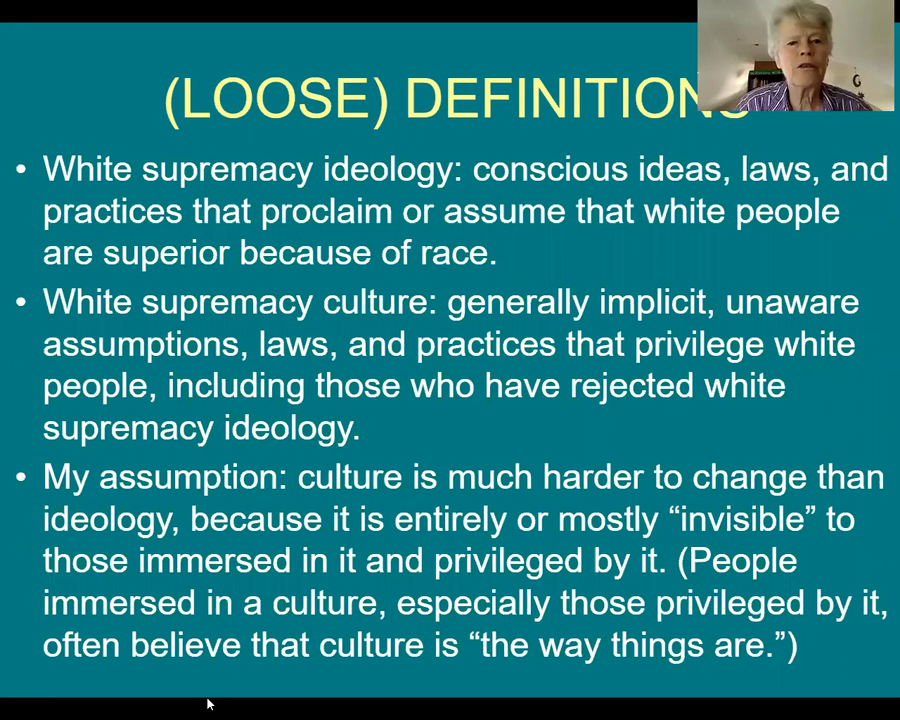 (LOOSE) DEFINITIONS
• White supremacy ideology: conscious ideas, laws, and
practices that proclaim or assume that white people
are superior because of race.
• White supremacy culture: generally implicit, unaware
assumptions, laws, and practices that privilege white
people, including those who have rejected white
supremacy ideology.
• My assumption: culture is much harder to change than
ideology, because it is entirely or mostly “invisible” to
those immersed in it and privileged by it. (People
immersed in a culture, especially those privileged by it,
often believe that culture is “the way things are.”)